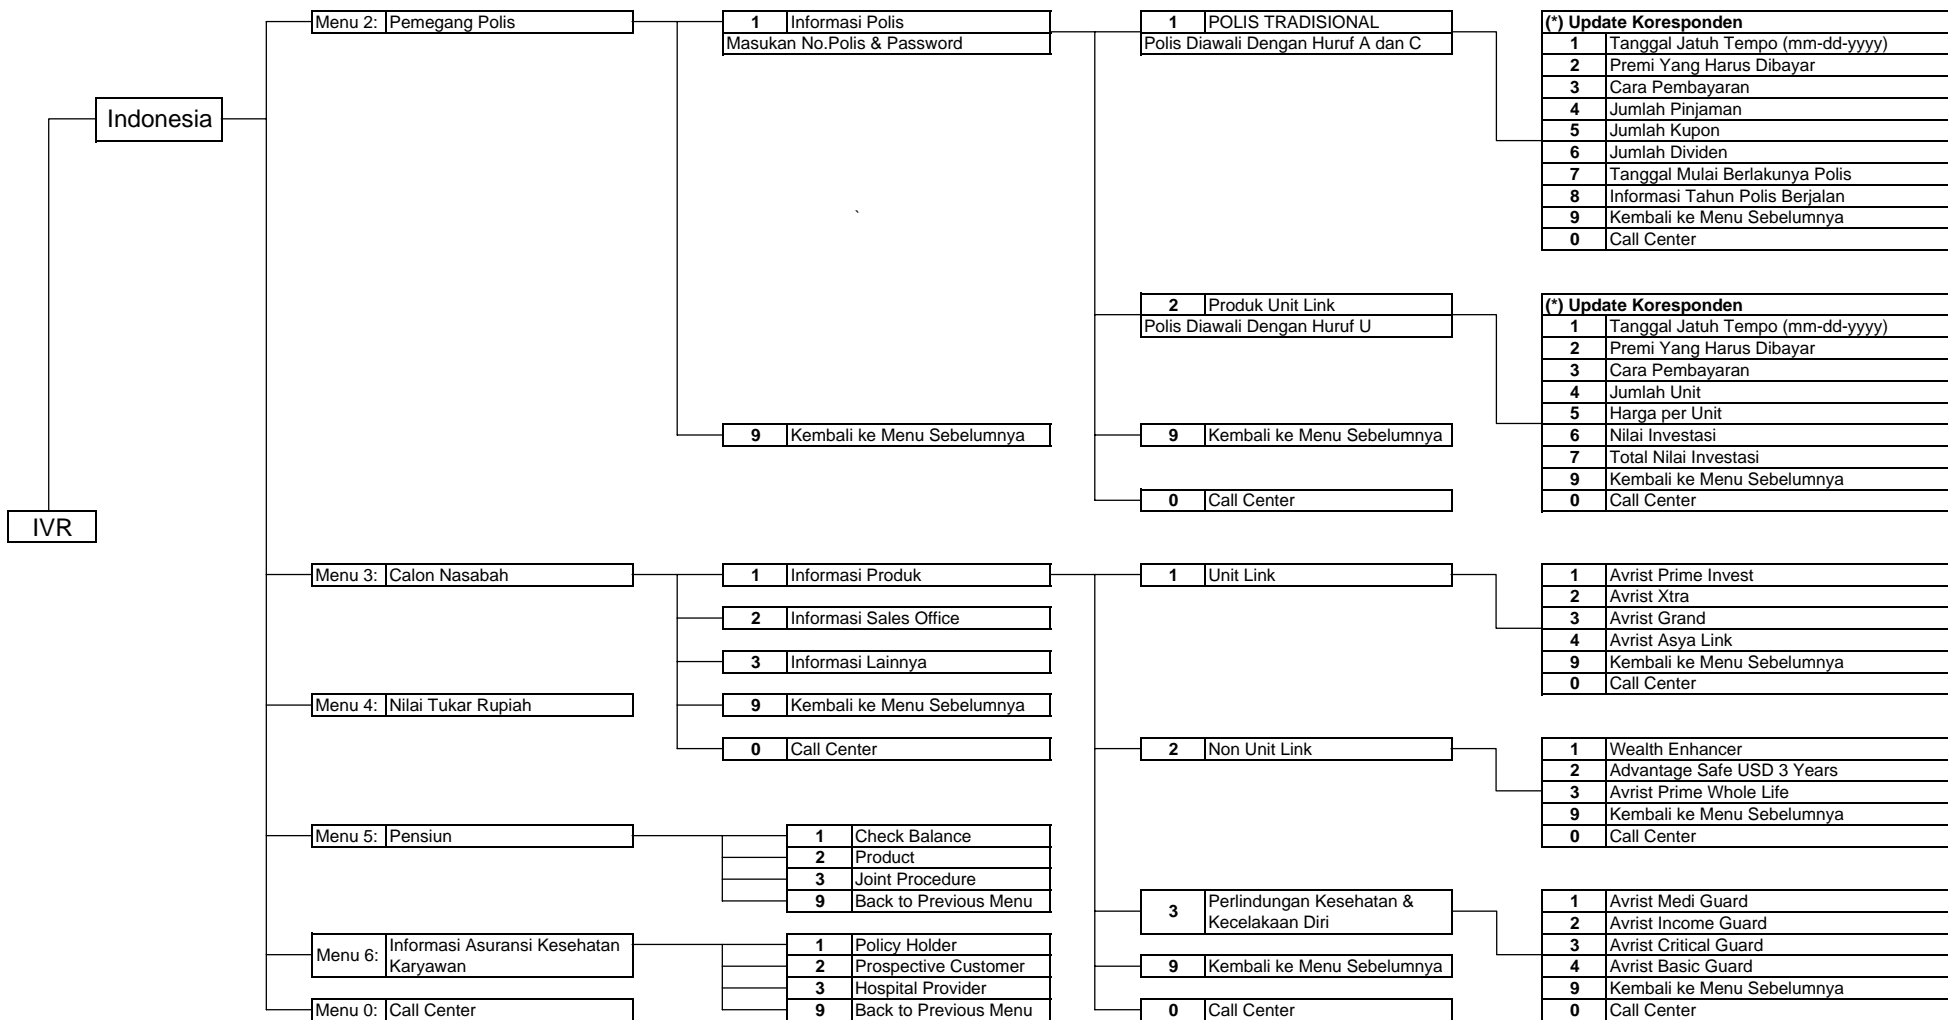 Menu 2: Pemegang Polis
1 Informasi Polis
Masukan No.Polis & Password
1 POLIS TRADISIONAL
Polis Diawali Dengan Huruf A dan C
(*) Update Koresponden
1 Tanggal Jatuh Tempo (mm-dd-yyyy)
2 Premi Yang Harus Dibayar
3 Cara Pembayaran
4 Jumlah Pinjaman
5 Jumlah Kupon
6 Jumlah Dividen
7 Tanggal Mulai Berlakunya Polis
8 Informasi Tahun Polis Berjalan
9 Kembali ke Menu Sebelumnya
0 Call Center
Indonesia
`
2 Produk Unit Link
Polis Diawali Dengan Huruf U
(*) Update Koresponden
1 Tanggal Jatuh Tempo (mm-dd-yyyy)
2 Premi Yang Harus Dibayar
3 Cara Pembayaran
4 Jumlah Unit
5 Harga per Unit
6 Nilai Investasi
7 Total Nilai Investasi
9 Kembali ke Menu Sebelumnya
0 Call Center
9 Kembali ke Menu Sebelumnya
9 Kembali ke Menu Sebelumnya
0 Call Center
IVR
Menu 3: Calon Nasabah
1 Informasi Produk
2 Informasi Sales Office
3 Informasi Lainnya
9 Kembali ke Menu Sebelumnya
0 Call Center
1 Unit Link
1 Avrist Prime Invest
2 Avrist Xtra
3 Avrist Grand
4 Avrist Asya Link
9 Kembali ke Menu Sebelumnya
0 Call Center
Menu 4: Nilai Tukar Rupiah
2 Non Unit Link
1 Wealth Enhancer
2 Advantage Safe USD 3 Years
3 Avrist Prime Whole Life
9 Kembali ke Menu Sebelumnya
0 Call Center
Menu 5: Pensiun
1 Check Balance
2 Product
3 Joint Procedure
9 Back to Previous Menu
3 Perlindungan Kesehatan &
Kecelakaan Diri
1 Avrist Medi Guard
2 Avrist Income Guard
3 Avrist Critical Guard
4 Avrist Basic Guard
9 Kembali ke Menu Sebelumnya
0 Call Center
Menu 6: Informasi Asuransi Kesehatan
Karyawan
1 Policy Holder
2 Prospective Customer
3 Hospital Provider
9 Back to Previous Menu
9 Kembali ke Menu Sebelumnya
0 Call Center
Menu 0: Call Center